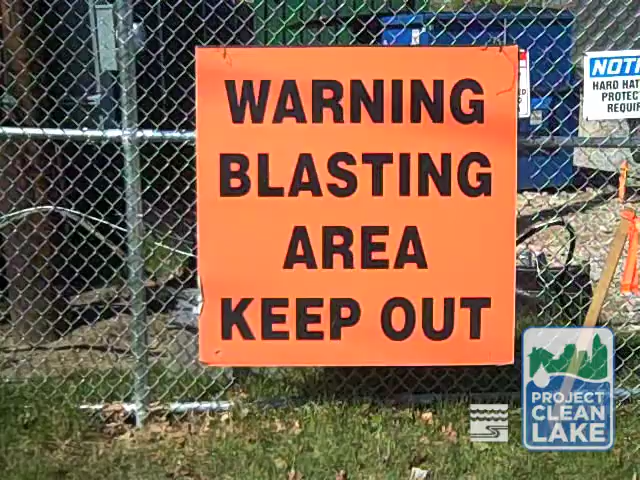 WARNING
BLASTING
AREA
KEEP OUT
HARD HAT
PROJECT
CLEAN
LAKE